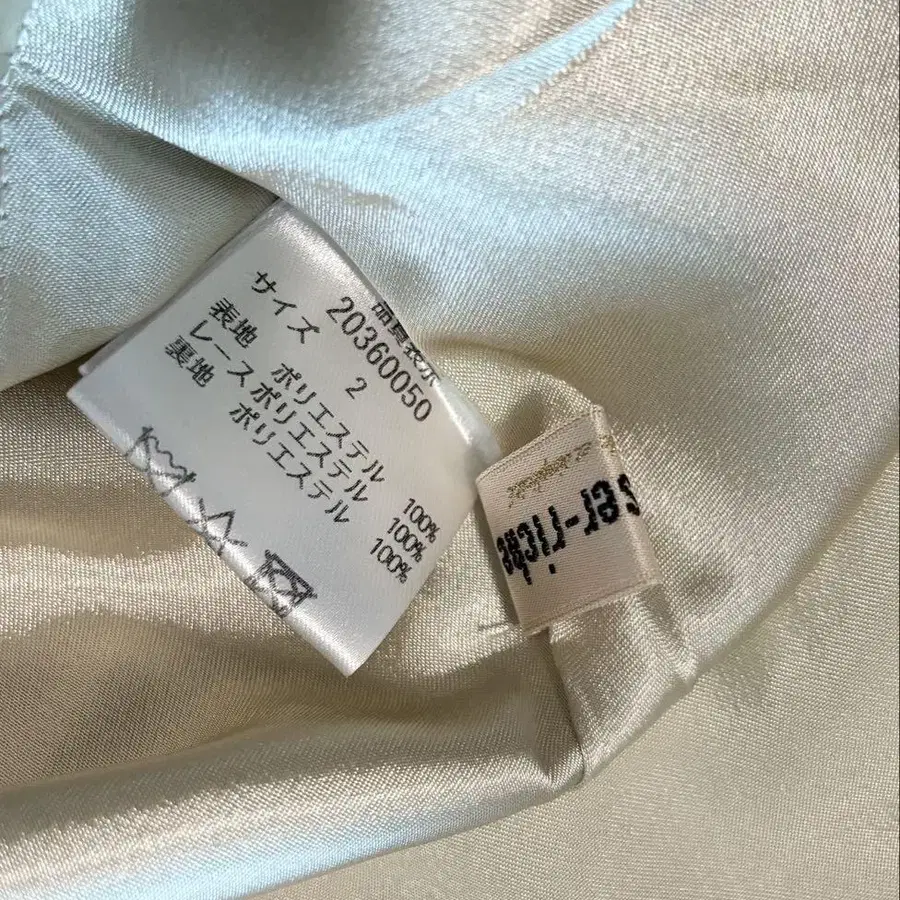 品質表示
20360050
サイズ 2
表地 ポリエステル 100%
レース ポリエステル 100%
裏地 ポリエステル 100%